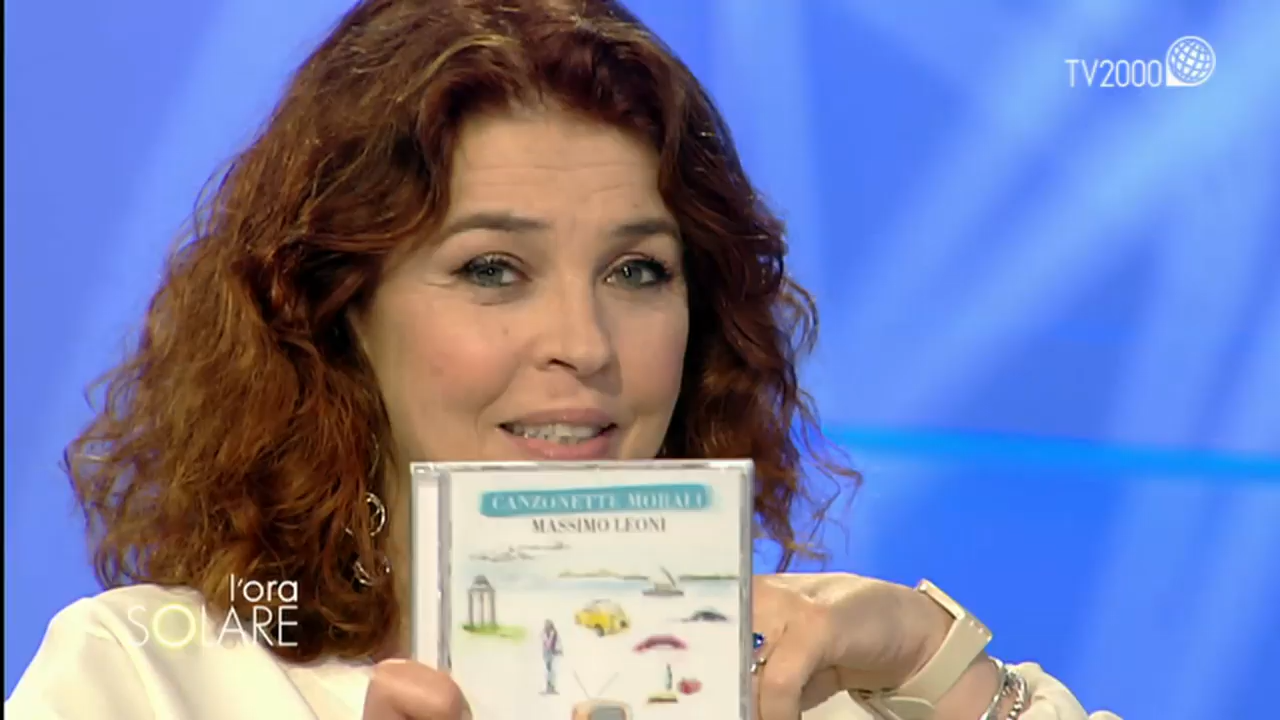 TV2000
CANZONETTE MORALI
MASSIMO LEONI
l'ora
SOLARE